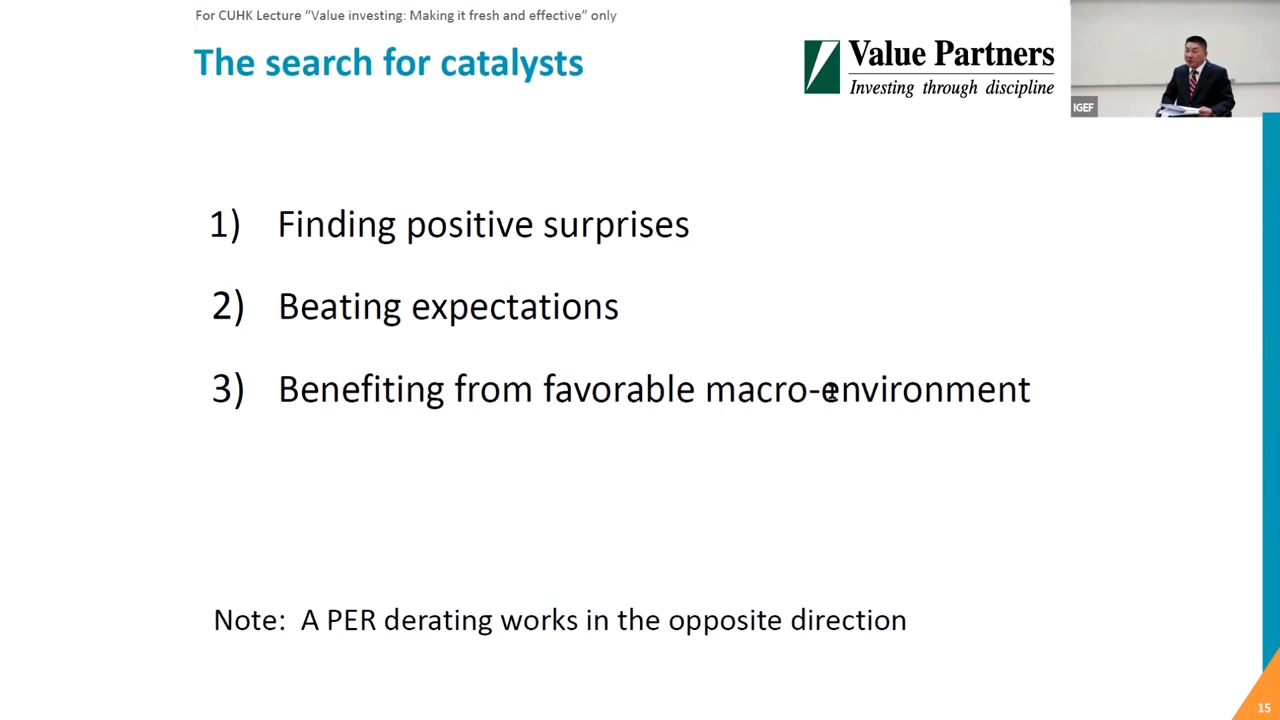 For CUHK Lecture “Value investing: Making it fresh and effective” only
The search for catalysts
Value Partners
Investing through discipline
IGEF
1) Finding positive surprises
2) Beating expectations
3) Benefiting from favorable macro-environment
Note: A PER derating works in the opposite direction
15